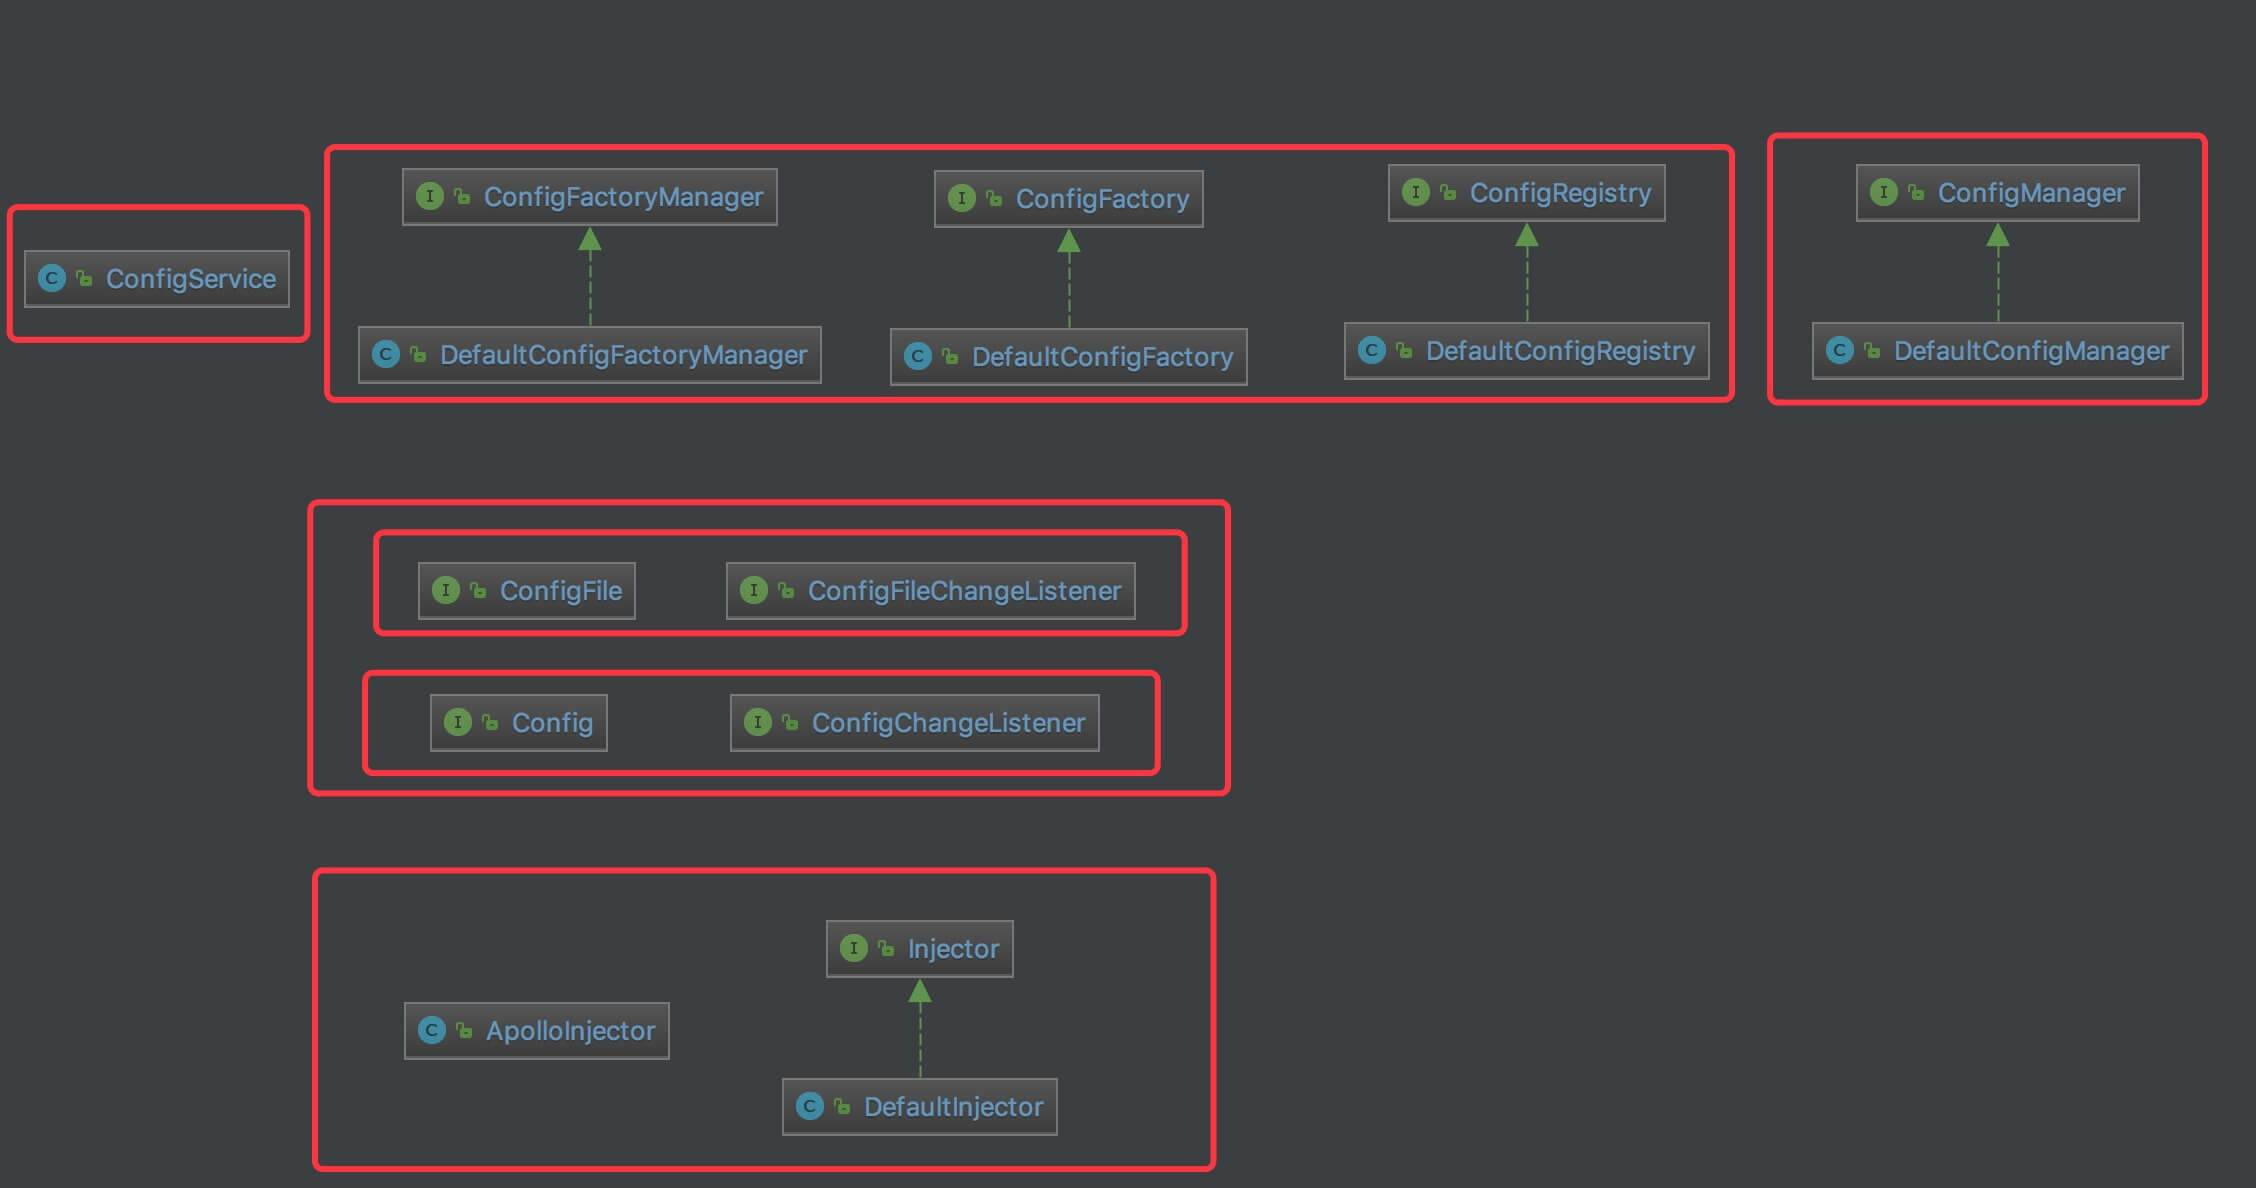 I ConfigFactoryManager
I ConfigFactory
I ConfigRegistry
I ConfigManager
C ConfigService
C DefaultConfigFactoryManager
C DefaultConfigFactory
C DefaultConfigRegistry
C DefaultConfigManager
I ConfigFile
I ConfigFileChangeListener
I Config
I ConfigChangeListener
I Injector
C ApolloInjector
C DefaultInjector